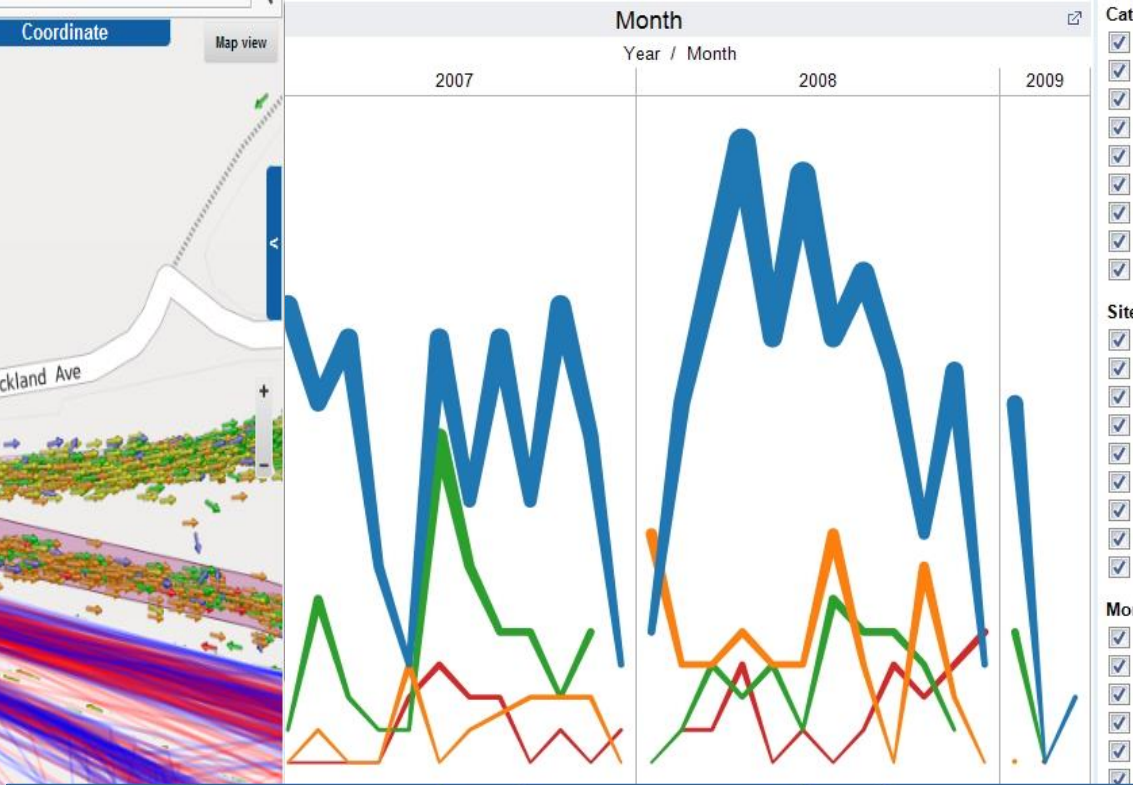 Coordinate
Map view
<
ckland Ave
+
–
Month
Year / Month
2007
2008
2009
Cat
Site
Mo